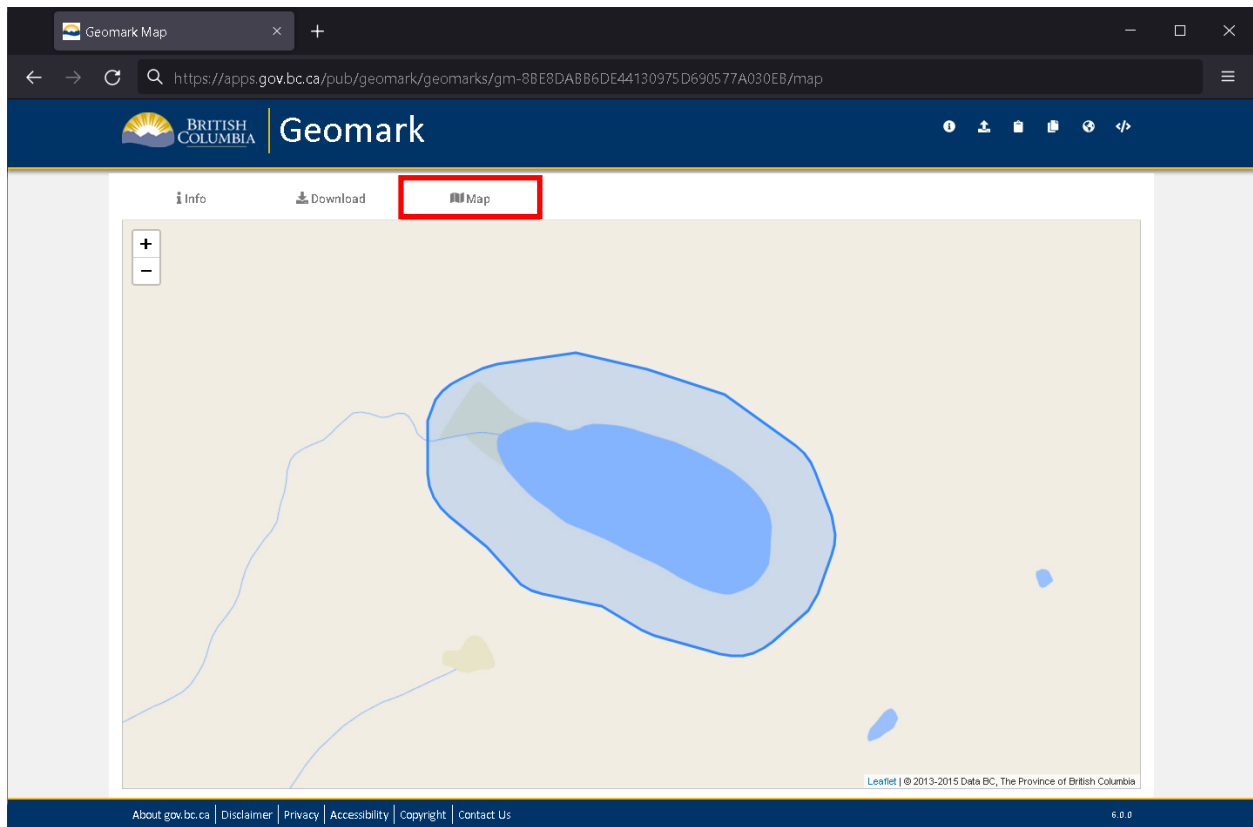 Geomark Map
https://apps.gov.bc.ca/pub/geomark/geomarks/gm-8BE8DABB6DE44130975D690577A030EB/map
BRITISH
COLUMBIA
Geomark
Info Download Map
+
−
Leaflet | © 2013-2015 Data BC, The Province of British Columbia
About gov.bc.ca | Disclaimer | Privacy | Accessibility | Copyright | Contact Us 6.0.0